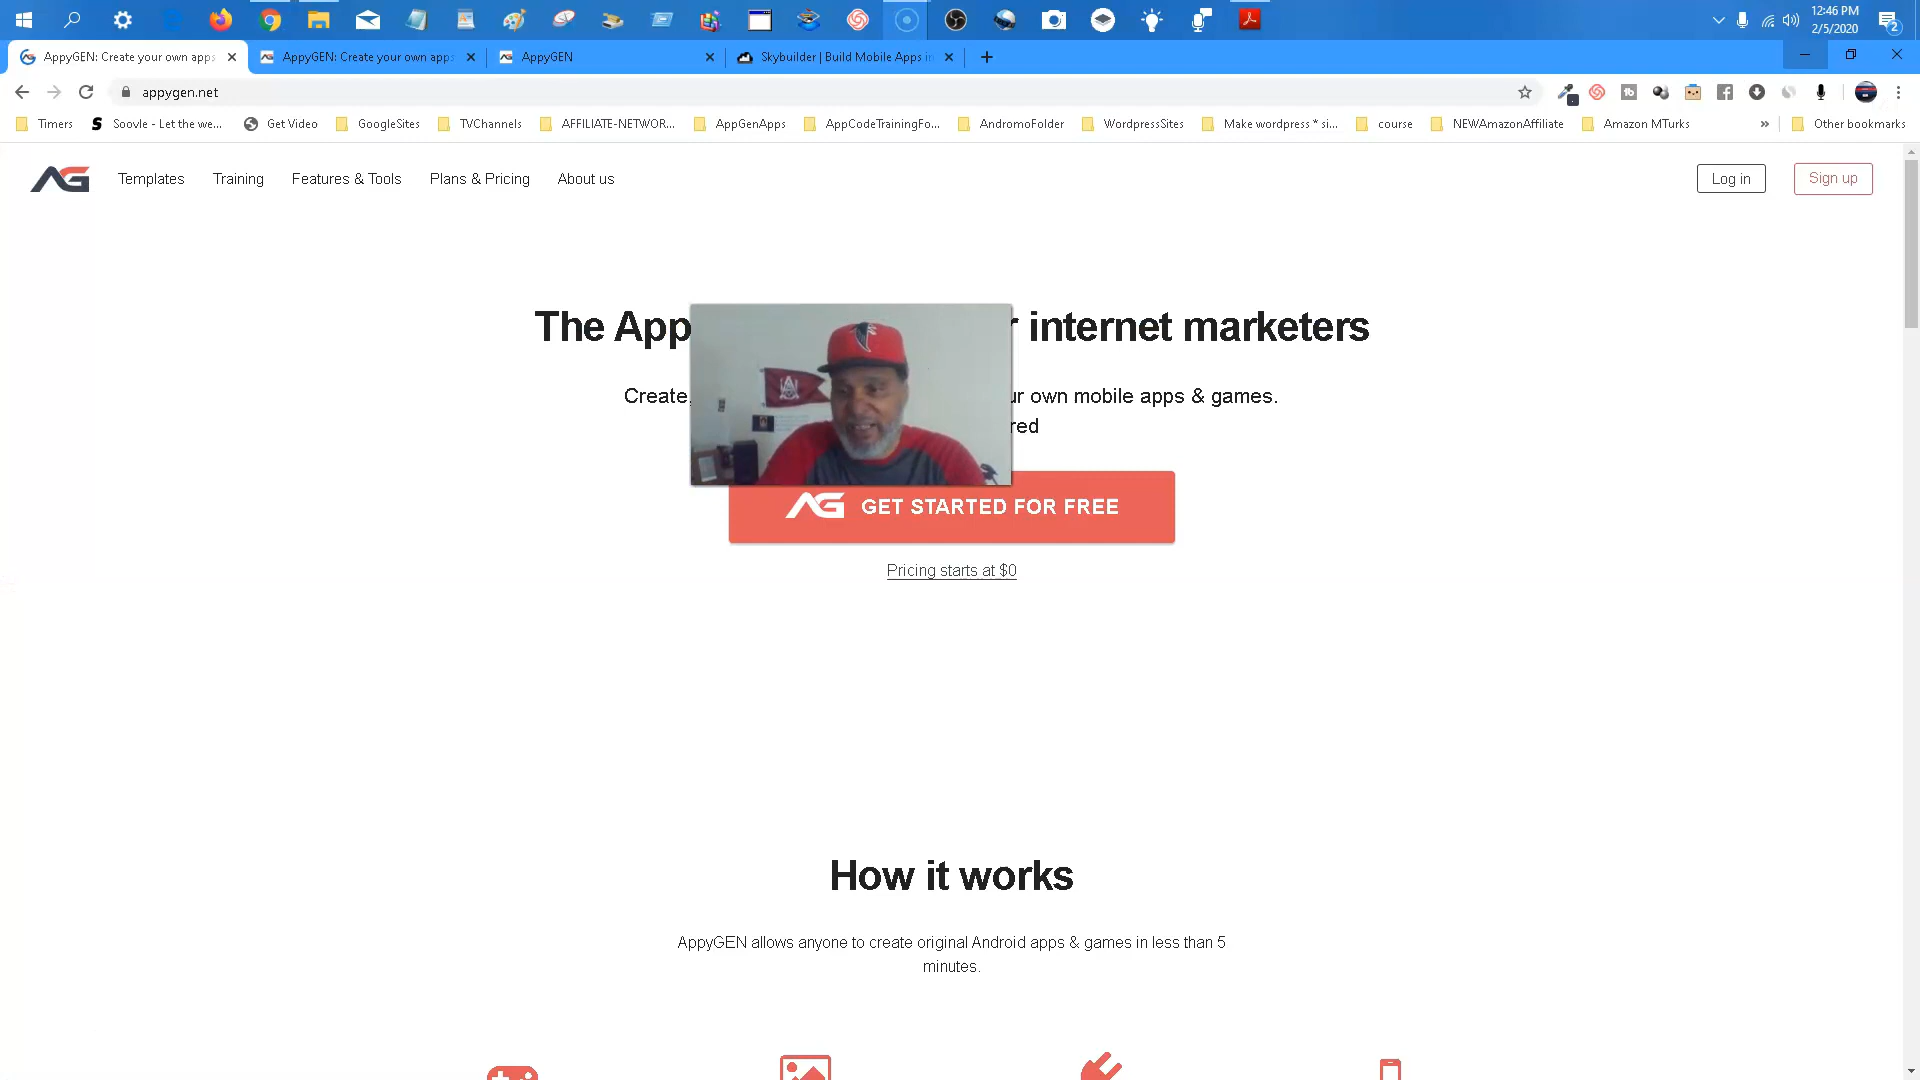 12:46 PM
2/5/2020
2
AppyGEN: Create your own apps
AppyGEN: Create your own apps
AppyGEN
Skybuilder | Build Mobile Apps in
appygen.net
Timers
Soovle - Let the we...
Get Video
GoogleSites
TVChannels
AFFILIATE-NETWOR...
AppGenApps
AppCodeTrainingFo...
AndromoFolder
WordpressSites
Make wordpress * si...
course
NEWAmazonAffiliate
Amazon MTurks
»
Other bookmarks
AG
Templates
Training
Features & Tools
Plans & Pricing
About us
Log in
Sign up
The App r internet marketers
Create, ur own mobile apps & games.
red
AG GET STARTED FOR FREE
Pricing starts at $0
How it works
AppyGEN allows anyone to create original Android apps & games in less than 5
minutes.